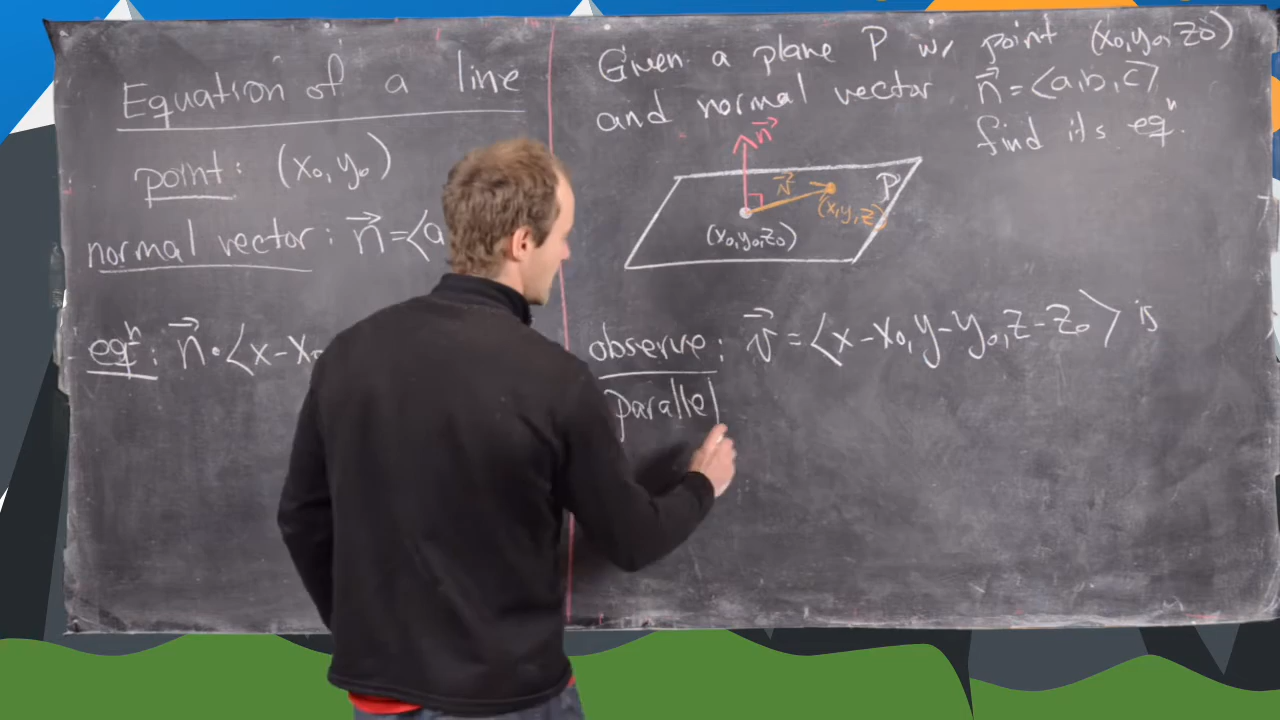 Equation of a line
point: (x₀, y₀)
normal vector: n⃗ = ⟨a
eqⁿ: n⃗ • ⟨x-x₀
Given a plane P w/ point (x₀, y₀, z₀)
and normal vector n⃗ = ⟨a, b, c⟩
find its eqⁿ.
n⃗
v⃗
P
(x, y, z)
(x₀, y₀, z₀)
observe: v⃗ = ⟨x-x₀, y-y₀, z-z₀⟩ is
parallel